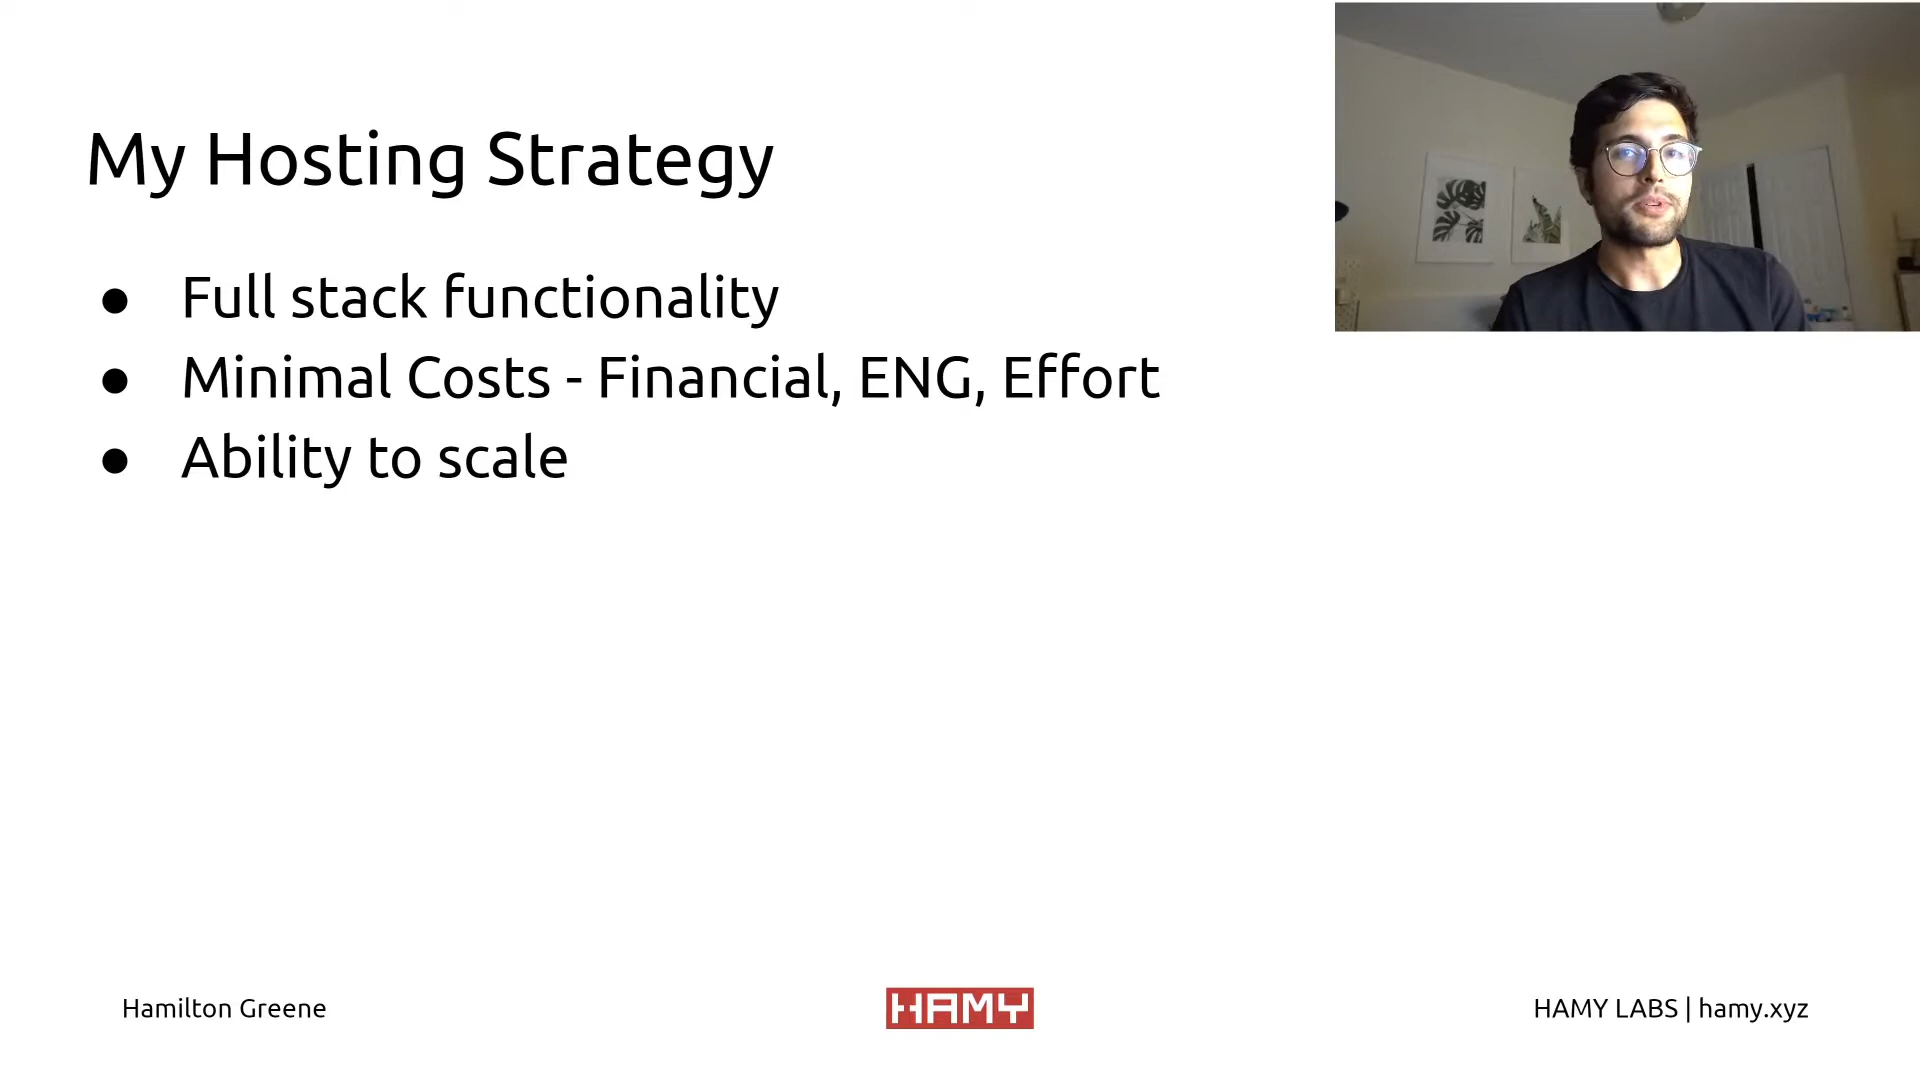 My Hosting Strategy
● Full stack functionality
● Minimal Costs - Financial, ENG, Effort
● Ability to scale
Hamilton Greene
HAMY
HAMY LABS | hamy.xyz